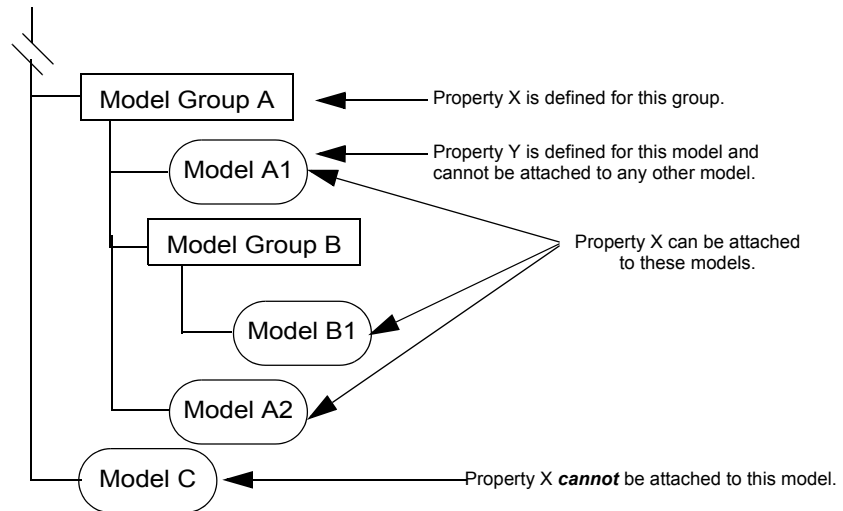 Model Group A
Property X is defined for this group.
Model A1
Property Y is defined for this model and
cannot be attached to any other model.
Model Group B
Property X can be attached
to these models.
Model B1
Model A2
Model C
Property X cannot be attached to this model.